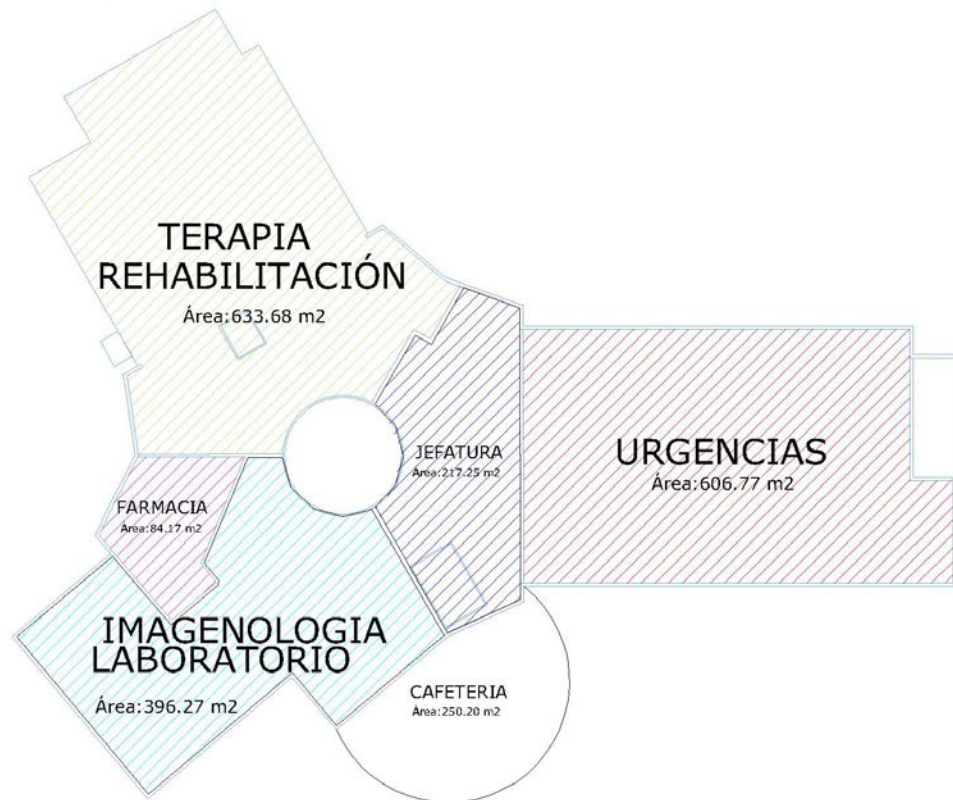 TERAPIA
REHABILITACIÓN
Área:633.68 m2
JEFATURA
Área:217.25 m2
URGENCIAS
Área:606.77 m2
FARMACIA
Área:84.17 m2
IMAGENOLOGIA
LABORATORIO
Área:396.27 m2
CAFETERIA
Área:250.20 m2